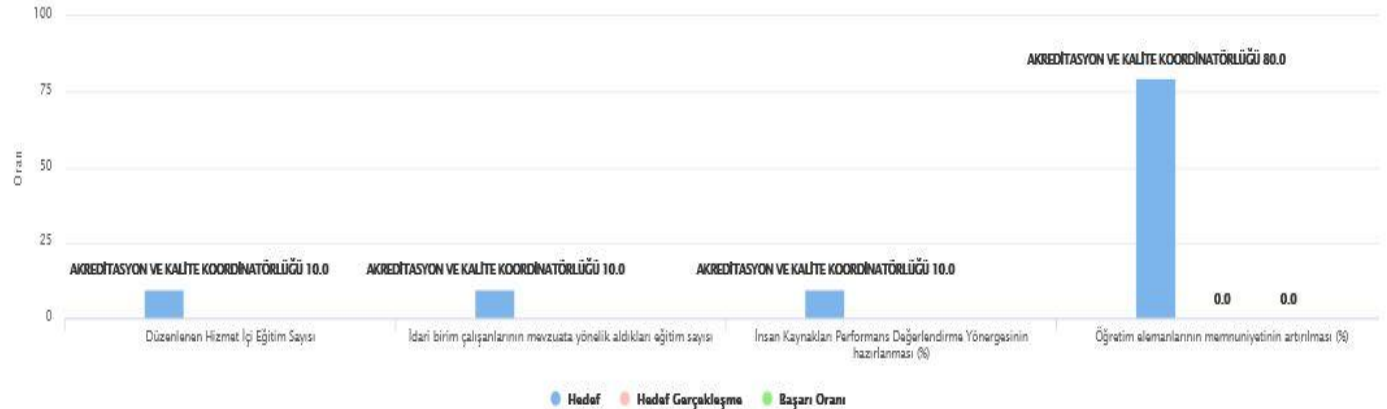 100
AKREDİTASYON VE KALİTE KOORDİNATÖRLÜĞÜ 80.0
75
Oran
50
25
AKREDİTASYON VE KALİTE KOORDİNATÖRLÜĞÜ 10.0
AKREDİTASYON VE KALİTE KOORDİNATÖRLÜĞÜ 10.0
AKREDİTASYON VE KALİTE KOORDİNATÖRLÜĞÜ 10.0
0.0
0.0
0
Düzenlenen Hizmet İçi Eğitim Sayısı
İdari birim çalışanlarının mevzuata yönelik aldıkları eğitim sayısı
İnsan Kaynakları Performans Değerlendirme Yönergesinin
hazırlanması (%)
Öğretim elemanlarının memnuniyetinin artırılması (%)
Hedef
Hedef Gerçekleşme
Başarı Oranı